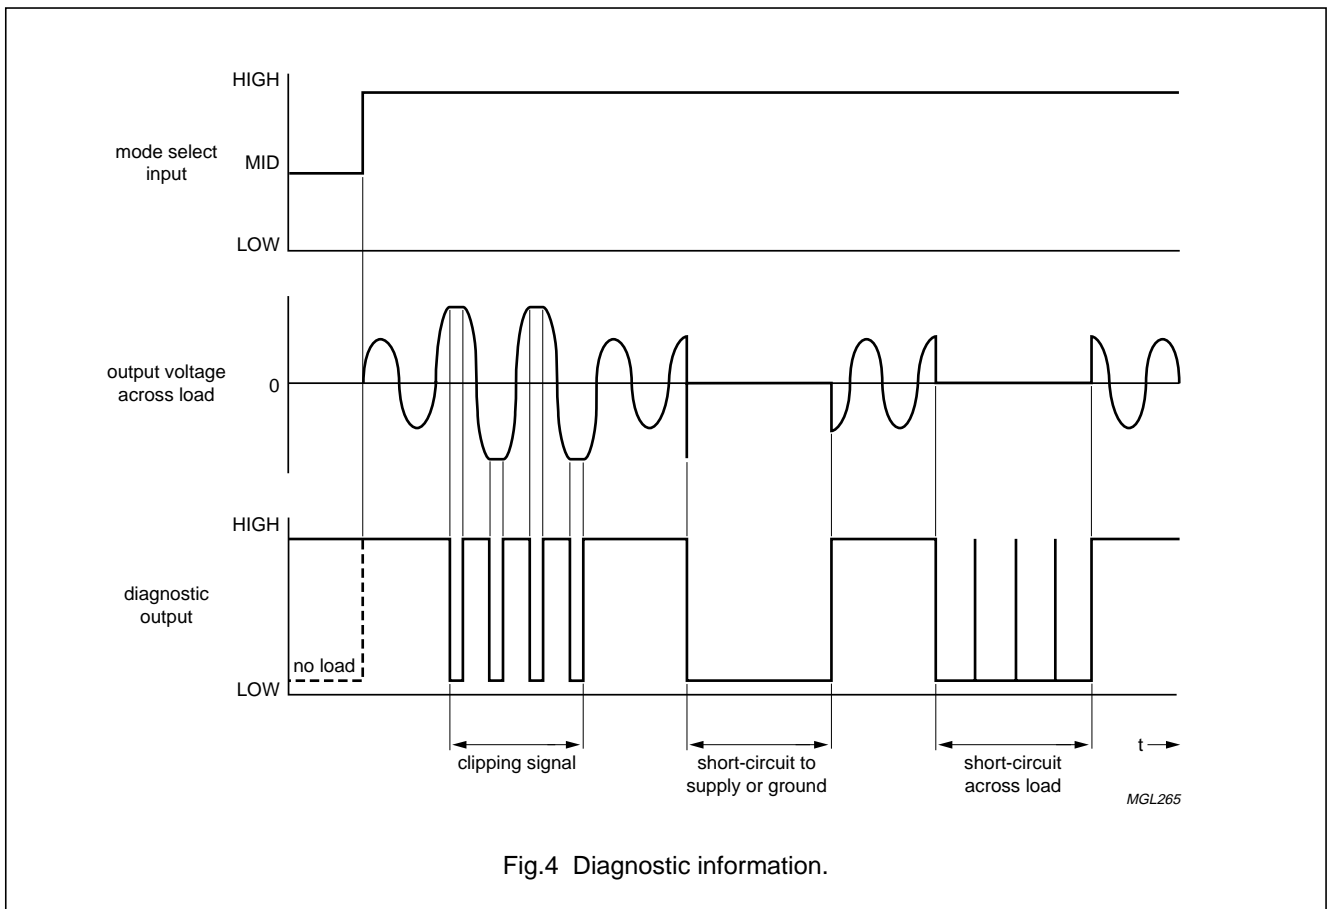 HIGH
mode select
input
MID
LOW
output voltage
across load
0
HIGH
diagnostic
output
no load
LOW
clipping signal
short-circuit to
supply or ground
short-circuit
across load
t
MGL265
Fig.4 Diagnostic information.